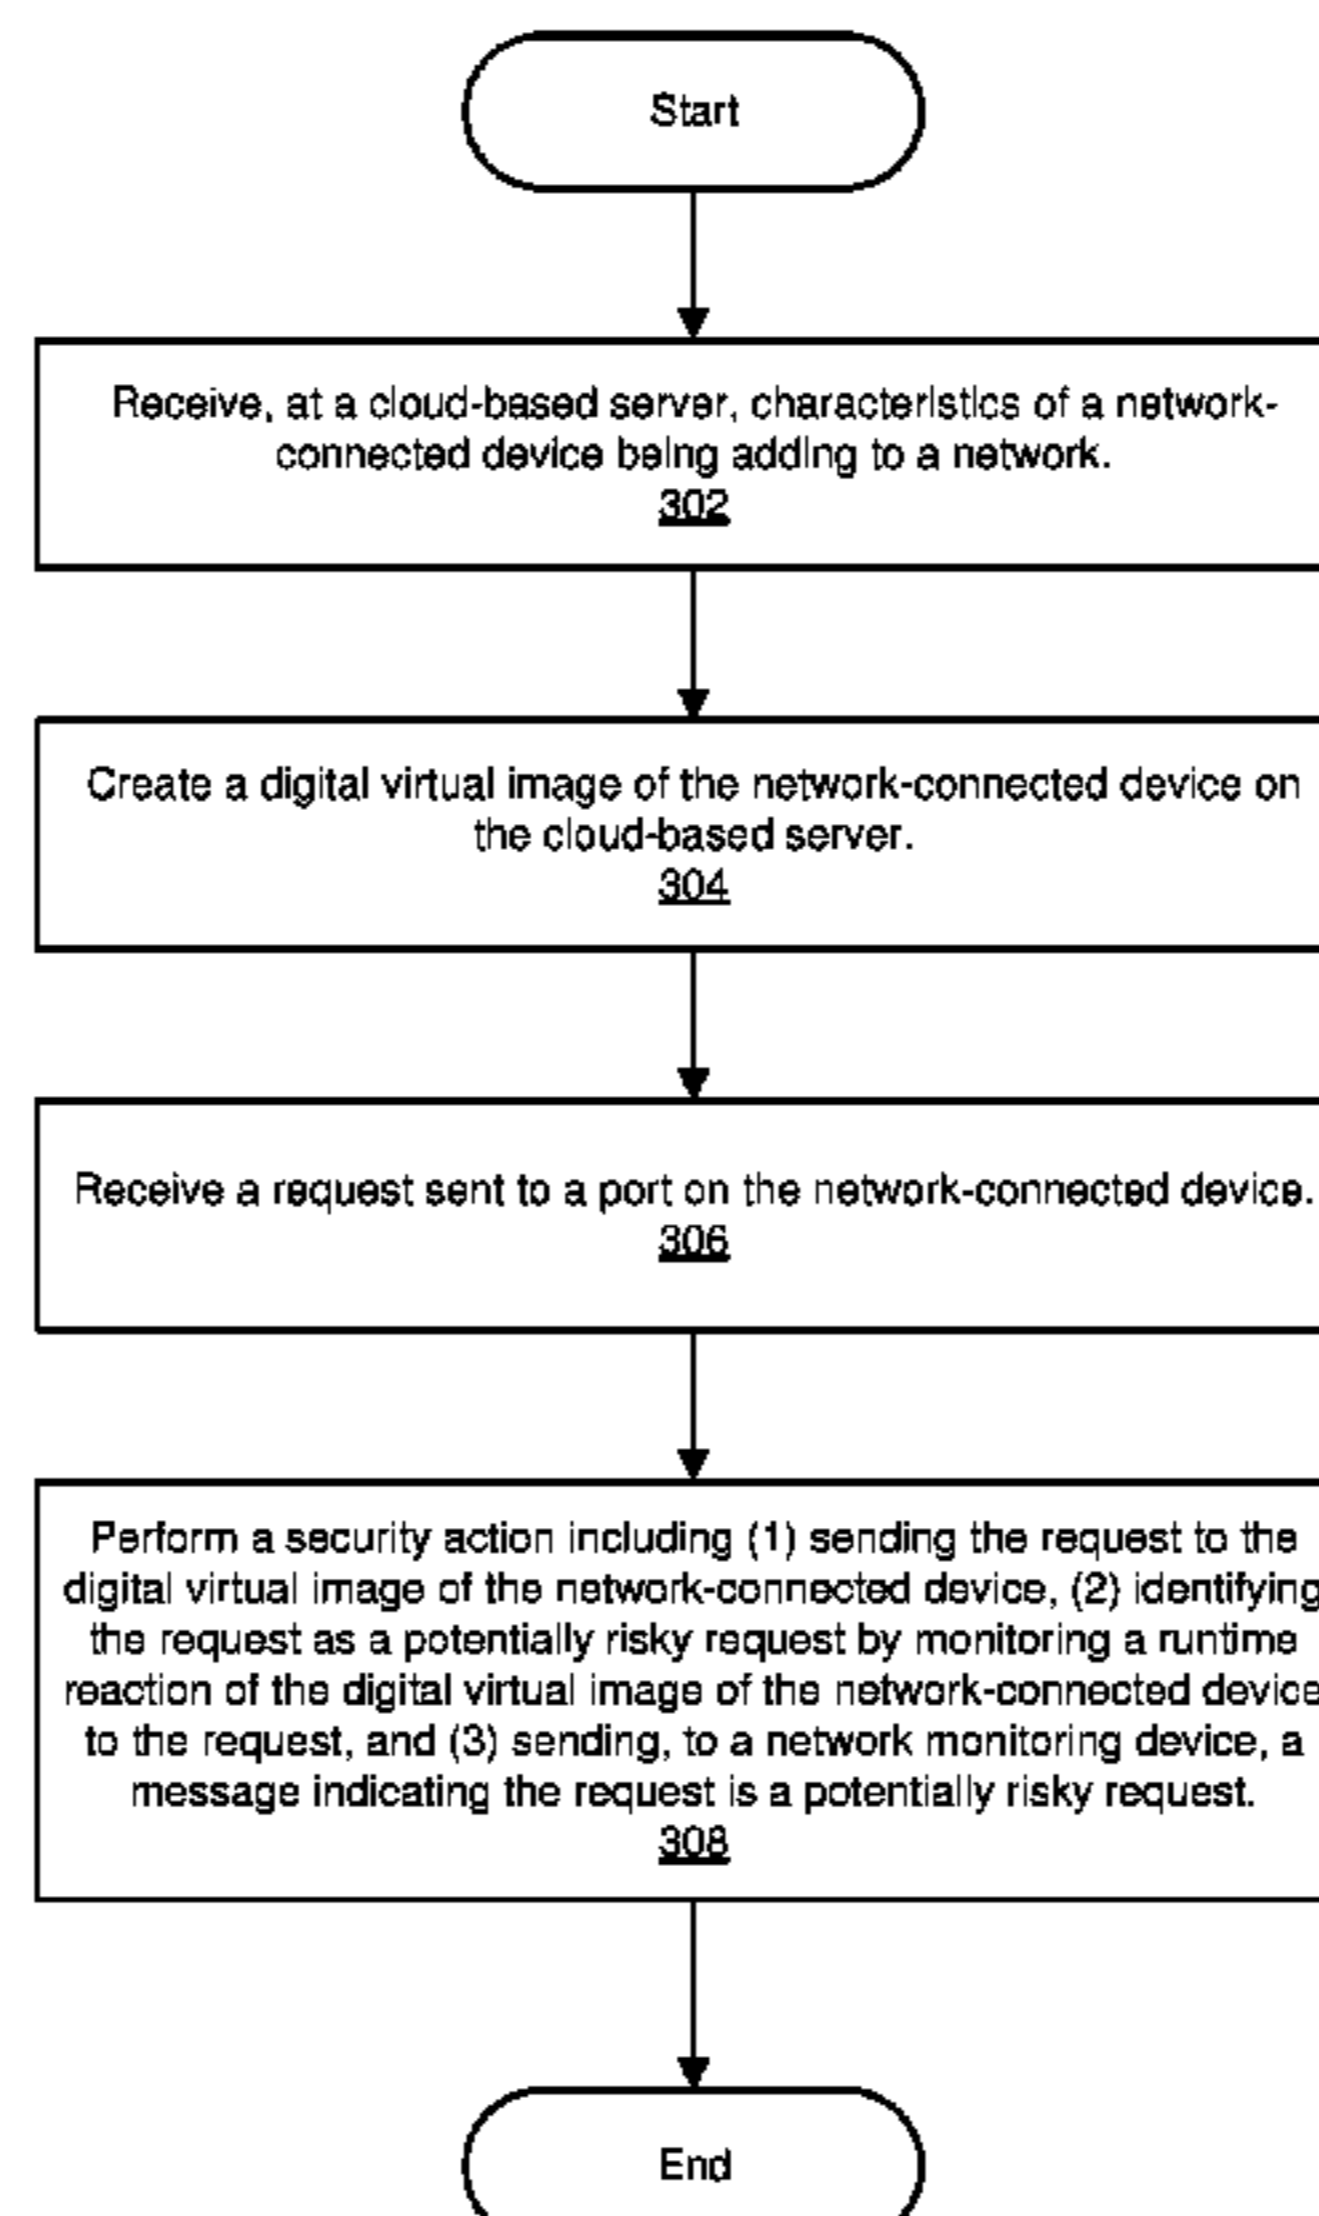 Start
Receive, at a cloud-based server, characteristics of a network-
connected device being adding to a network.
302
Create a digital virtual image of the network-connected device on
the cloud-based server.
304
Receive a request sent to a port on the network-connected device.
306
Perform a security action including (1) sending the request to the
digital virtual image of the network-connected device, (2) identifying
the request as a potentially risky request by monitoring a runtime
reaction of the digital virtual image of the network-connected device
to the request, and (3) sending, to a network monitoring device, a
message indicating the request is a potentially risky request.
308
End